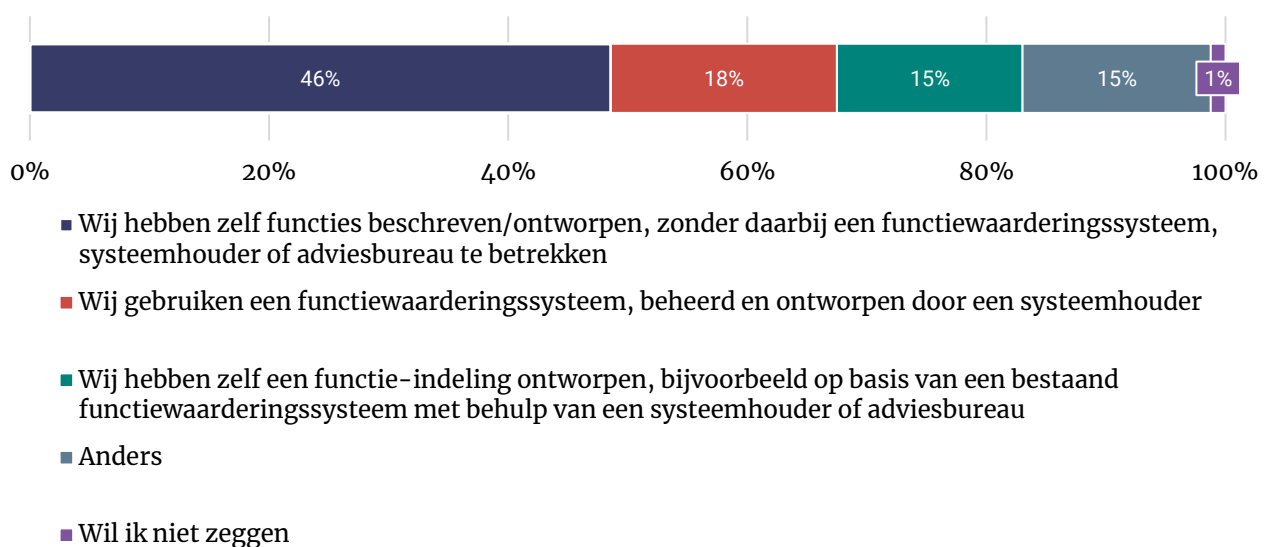 46% 18% 15% 15% 1%
0% 20% 40% 60% 80% 100%
Wij hebben zelf functies beschreven/ontworpen, zonder daarbij een functiewaarderingssysteem,
systeemhouder of adviesbureau te betrekken
Wij gebruiken een functiewaarderingssysteem, beheerd en ontworpen door een systeemhouder
Wij hebben zelf een functie-indeling ontworpen, bijvoorbeeld op basis van een bestaand
functiewaarderingssysteem met behulp van een systeemhouder of adviesbureau
Anders
Wil ik niet zeggen